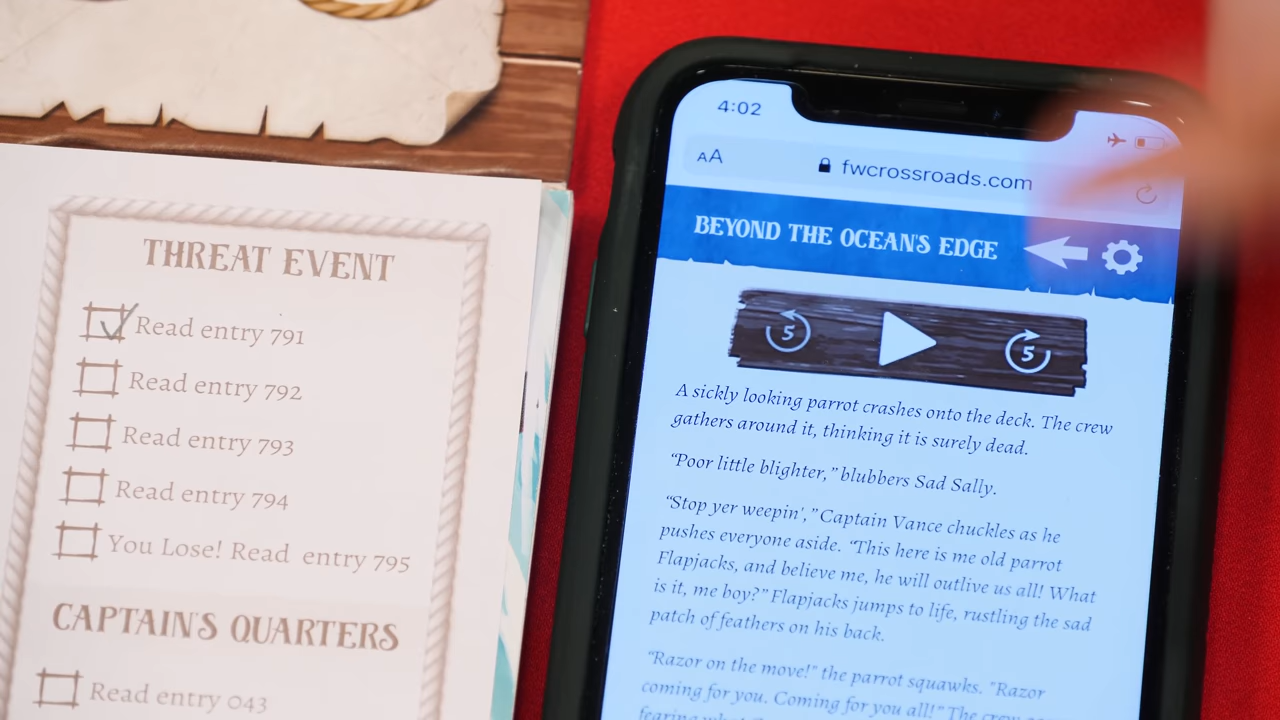 THREAT EVENT
Read entry 791
Read entry 792
Read entry 793
Read entry 794
You Lose! Read entry 795
CAPTAIN'S QUARTERS
Read entry 043
4:02
AA
fwcrossroads.com
BEYOND THE OCEAN'S EDGE
5
5
A sickly looking parrot crashes onto the deck. The crew
gathers around it, thinking it is surely dead.
“Poor little blighter,” blubbers Sad Sally.
“Stop yer weepin',” Captain Vance chuckles as he
pushes everyone aside. “This here is me old parrot
Flapjacks, and believe me, he will outlive us all! What
is it, me boy?” Flapjacks jumps to life, rustling the sad
patch of feathers on his back.
“Razor on the move!” the parrot squawks. "Razor
coming for you. Coming for you all!” The crew
fearing what